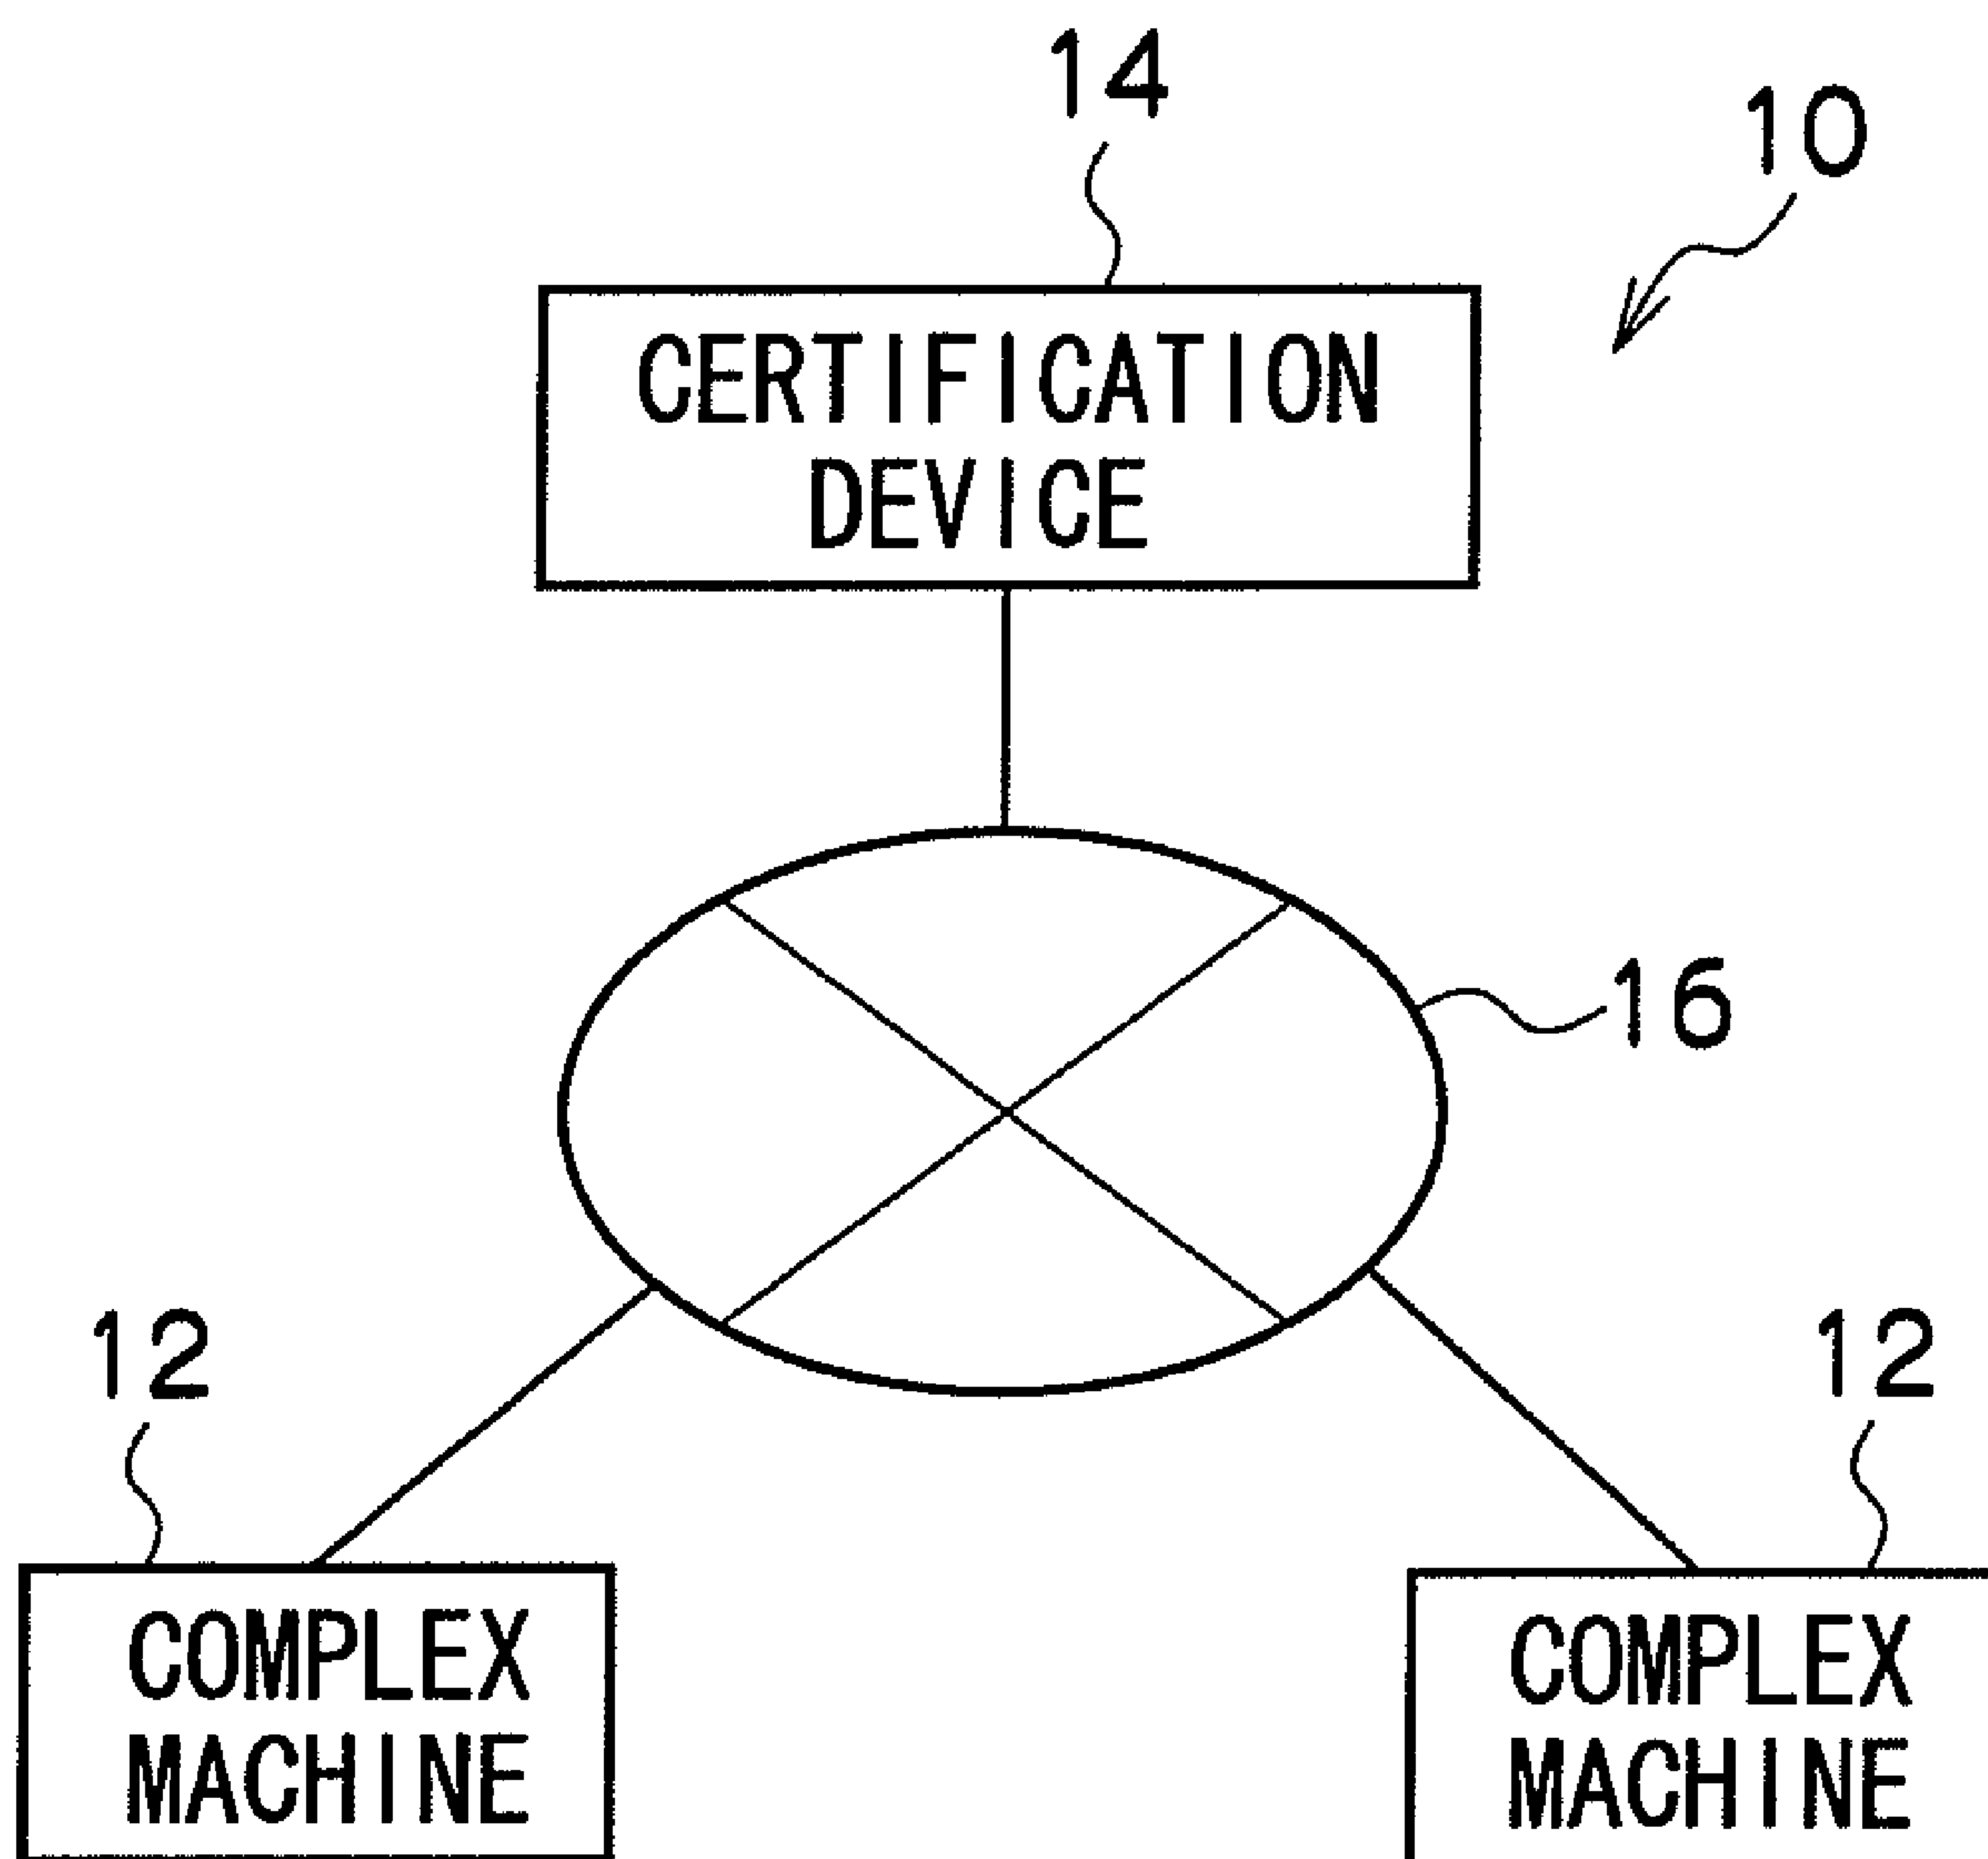 14
10
CERTIFICATION
DEVICE
16
12
12
COMPLEX
MACHINE
COMPLEX
MACHINE